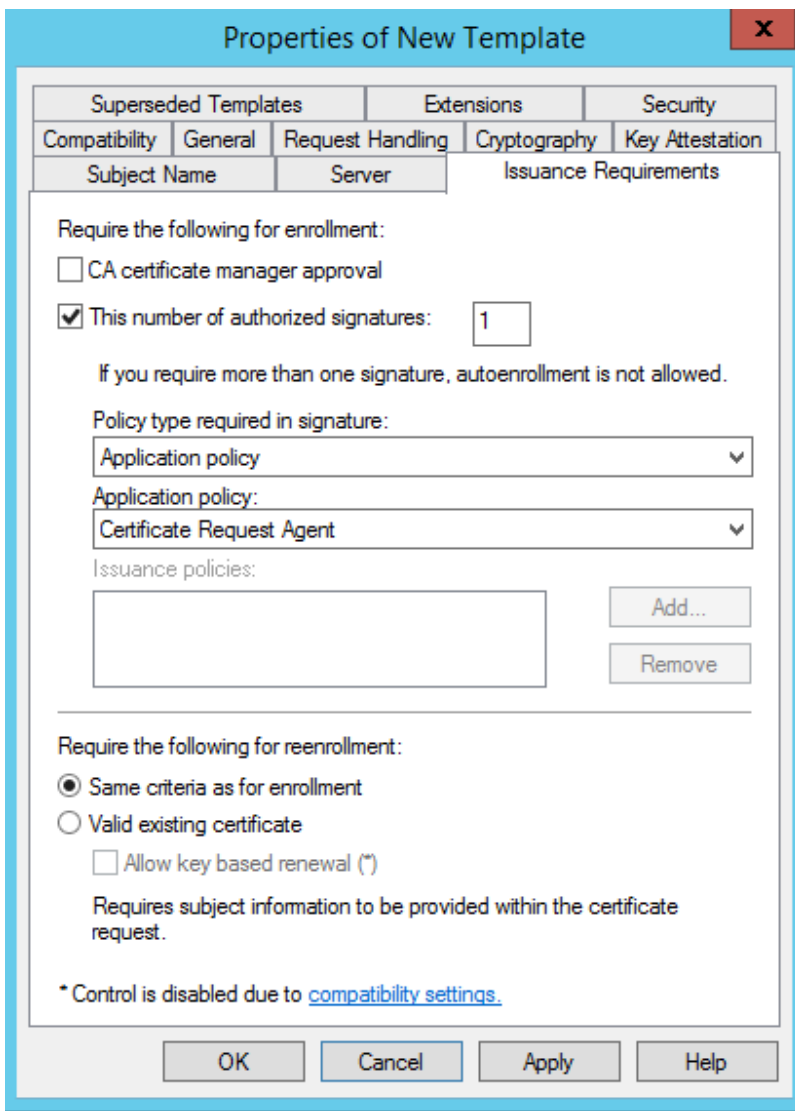 Properties of New Template
x
Superseded Templates Extensions Security
Compatibility General Request Handling Cryptography Key Attestation
Subject Name Server Issuance Requirements
Require the following for enrollment:
CA certificate manager approval
This number of authorized signatures: 1
If you require more than one signature, autoenrollment is not allowed.
Policy type required in signature:
Application policy
Application policy:
Certificate Request Agent
Issuance policies:
Add...
Remove
Require the following for reenrollment:
Same criteria as for enrollment
Valid existing certificate
Allow key based renewal (*)
Requires subject information to be provided within the certificate
request.
* Control is disabled due to compatibility settings.
OK Cancel Apply Help